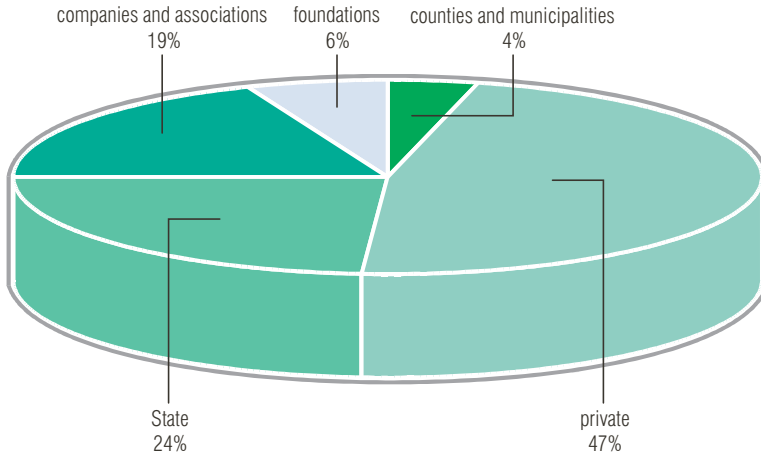 companies and associations
19%
foundations
6%
counties and municipalities
4%
State
24%
private
47%